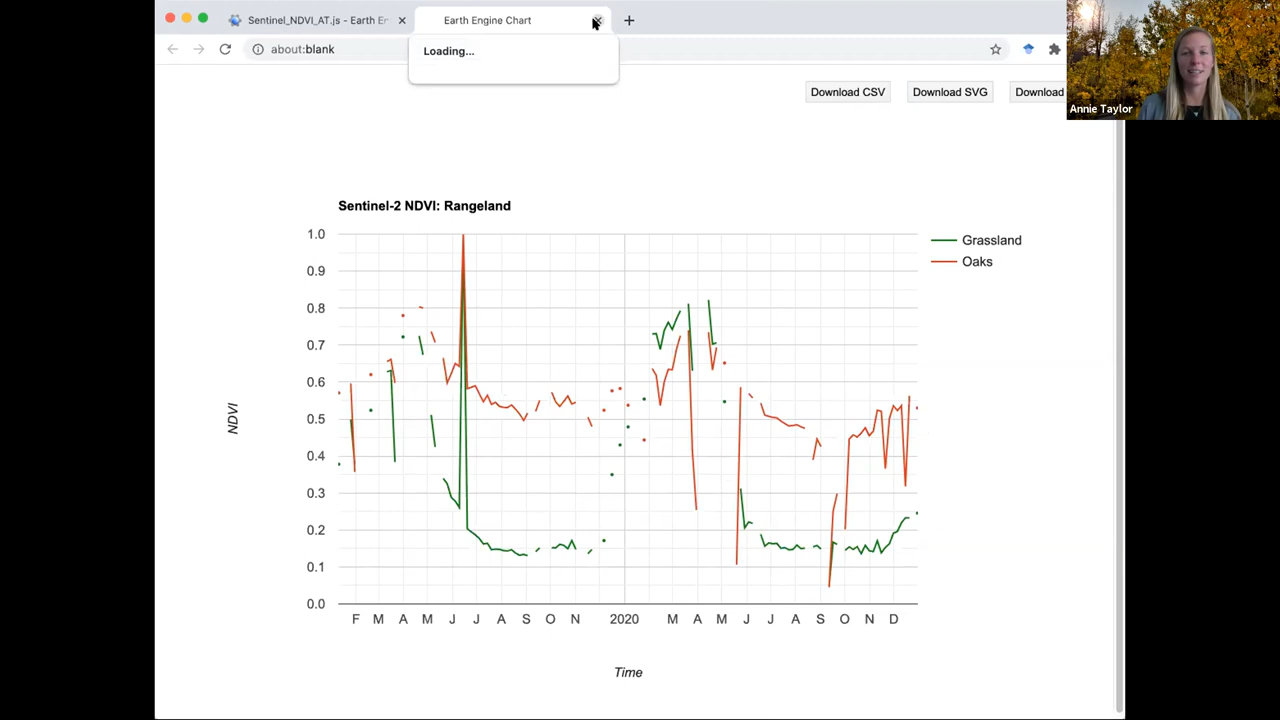 Sentinel_NDVI_AT.js - Earth En
Earth Engine Chart
about:blank
Loading...
Download CSV
Download SVG
Download
Annie Taylor
Sentinel-2 NDVI: Rangeland
1.0
0.9
0.8
0.7
0.6
0.5
0.4
0.3
0.2
0.1
0.0
NDVI
Grassland
Oaks
F M A M J J A S O N 2020 M A M J J A S O N D
Time